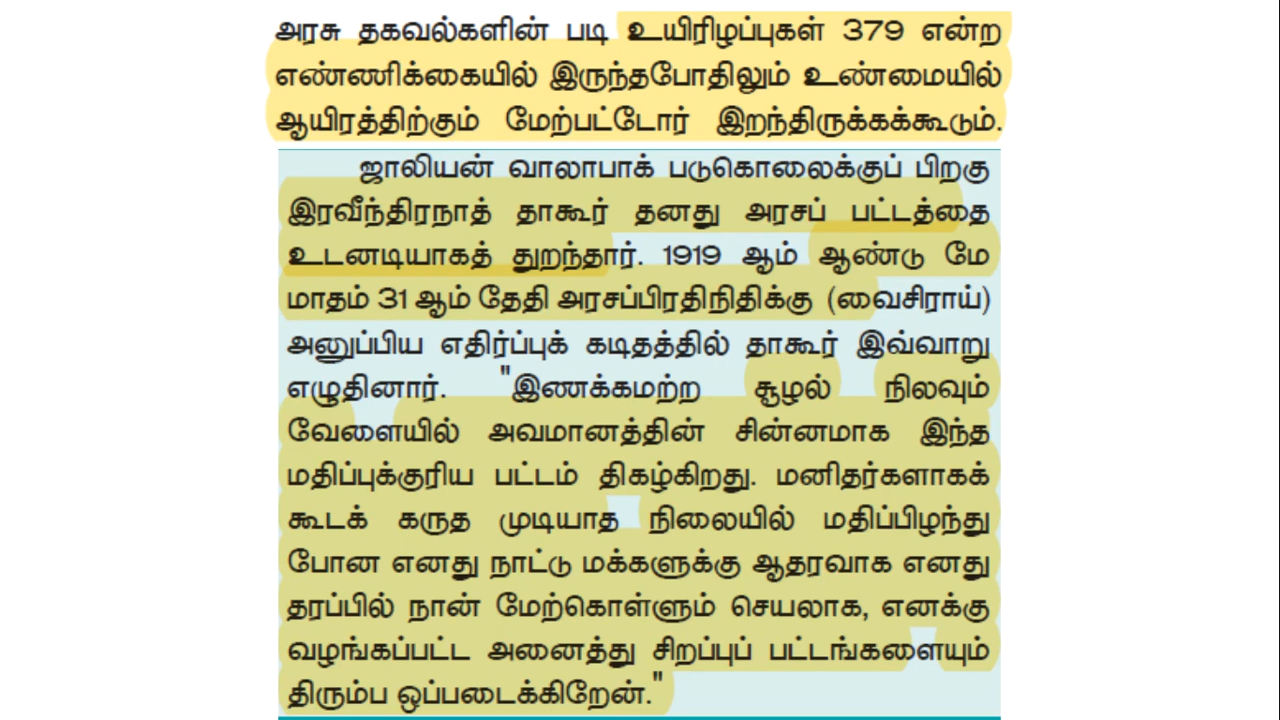 அரசு தகவல்களின் படி உயிரிழப்புகள் 379 என்ற
எண்ணிக்கையில் இருந்தபோதிலும் உண்மையில்
ஆயிரத்திற்கும் மேற்பட்டோர் இறந்திருக்கக்கூடும்.
ஜாலியன் வாலாபாக் படுகொலைக்குப் பிறகு
இரவீந்திரநாத் தாகூர் தனது அரசப் பட்டத்தை
உடனடியாகத் துறந்தார். 1919 ஆம் ஆண்டு மே
மாதம் 31 ஆம் தேதி அரசப்பிரதிநிதிக்கு (வைசிராய்)
அனுப்பிய எதிர்ப்புக் கடிதத்தில் தாகூர் இவ்வாறு
எழுதினார். "இணக்கமற்ற சூழல் நிலவும்
வேளையில் அவமானத்தின் சின்னமாக இந்த
மதிப்புக்குரிய பட்டம் திகழ்கிறது. மனிதர்களாகக்
கூடக் கருத முடியாத நிலையில் மதிப்பிழந்து
போன எனது நாட்டு மக்களுக்கு ஆதரவாக எனது
தரப்பில் நான் மேற்கொள்ளும் செயலாக, எனக்கு
வழங்கப்பட்ட அனைத்து சிறப்புப் பட்டங்களையும்
திரும்ப ஒப்படைக்கிறேன்."